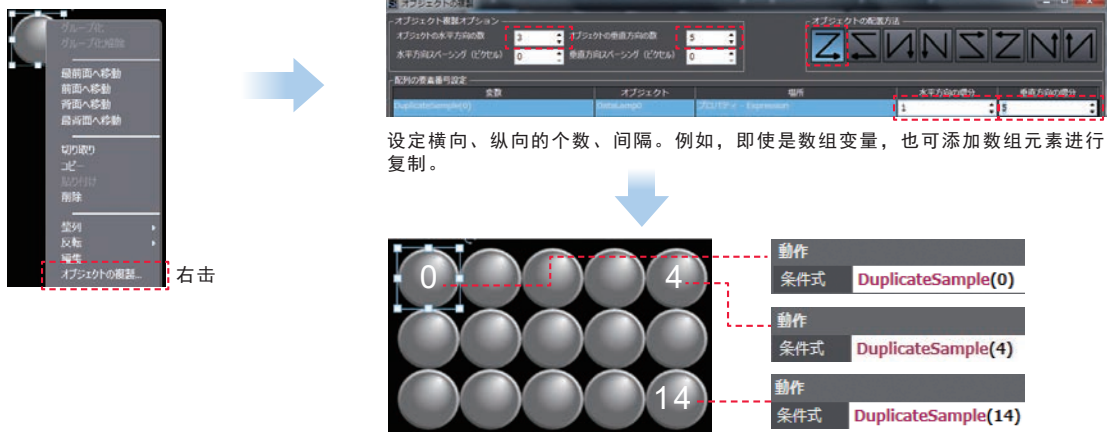 グループ化
グループ化解除
最前面へ移動
前面へ移動
背面へ移動
最背面へ移動
切り取り
コピー
貼り付け
削除
整列
反転
編集
オブジェクトの複製...
右击
オブジェクトの複製
オブジェクト複製オプション
オブジェクトの水平方向の数 3 オブジェクトの垂直方向の数 5
水平方向スペーシング (ピクセル) 0 垂直方向スペーシング (ピクセル) 0
オブジェクトの配置方法
配列の要素番号設定
変数 オブジェクト 場所 水平方向の増分 垂直方向の増分
DuplicateSample(0) DataLamp0 プロパティ - Expression 1 5
设定横向、纵向的个数、间隔。例如，即使是数组变量，也可添加数组元素进行
复制。
0 4
14
動作
条件式 DuplicateSample(0)
動作
条件式 DuplicateSample(4)
動作
条件式 DuplicateSample(14)